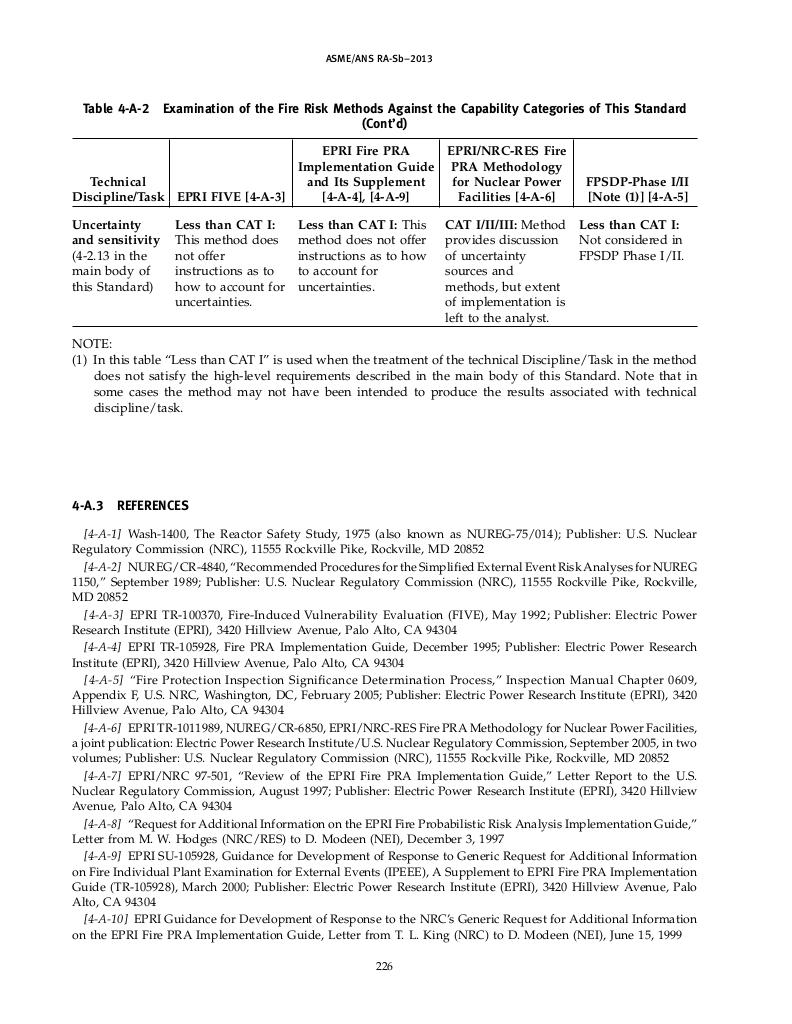 ASME/ANS RA-Sb–2013
Table 4-A-2 Examination of the Fire Risk Methods Against the Capability Categories of This Standard
(Cont’d)
Technical
Discipline/Task
EPRI FIVE [4-A-3]
EPRI Fire PRA
Implementation Guide
and Its Supplement
[4-A-4], [4-A-9]
EPRI/NRC-RES Fire
PRA Methodology
for Nuclear Power
Facilities [4-A-6]
FPSDP-Phase I/II
[Note (1)] [4-A-5]
Uncertainty
and sensitivity
(4-2.13 in the
main body of
this Standard)
Less than CAT I:
This method does
not offer
instructions as to
how to account for
uncertainties.
Less than CAT I: This
method does not offer
instructions as to how
to account for
uncertainties.
CAT I/II/III: Method
provides discussion
of uncertainty
sources and
methods, but extent
of implementation is
left to the analyst.
Less than CAT I:
Not considered in
FPSDP Phase I/II.
NOTE:
(1) In this table “Less than CAT I” is used when the treatment of the technical Discipline/Task in the method
does not satisfy the high-level requirements described in the main body of this Standard. Note that in
some cases the method may not have been intended to produce the results associated with technical
discipline/task.
4-A.3 REFERENCES
[4-A-1] Wash-1400, The Reactor Safety Study, 1975 (also known as NUREG-75/014); Publisher: U.S. Nuclear
Regulatory Commission (NRC), 11555 Rockville Pike, Rockville, MD 20852
[4-A-2] NUREG/CR-4840, “Recommended Procedures for the Simplified External Event Risk Analyses for NUREG
1150,” September 1989; Publisher: U.S. Nuclear Regulatory Commission (NRC), 11555 Rockville Pike, Rockville,
MD 20852
[4-A-3] EPRI TR-100370, Fire-Induced Vulnerability Evaluation (FIVE), May 1992; Publisher: Electric Power
Research Institute (EPRI), 3420 Hillview Avenue, Palo Alto, CA 94304
[4-A-4] EPRI TR-105928, Fire PRA Implementation Guide, December 1995; Publisher: Electric Power Research
Institute (EPRI), 3420 Hillview Avenue, Palo Alto, CA 94304
[4-A-5] “Fire Protection Inspection Significance Determination Process,” Inspection Manual Chapter 0609,
Appendix F, U.S. NRC, Washington, DC, February 2005; Publisher: Electric Power Research Institute (EPRI), 3420
Hillview Avenue, Palo Alto, CA 94304
[4-A-6] EPRI TR-1011989, NUREG/CR-6850, EPRI/NRC-RES Fire PRA Methodology for Nuclear Power Facilities,
a joint publication: Electric Power Research Institute/U.S. Nuclear Regulatory Commission, September 2005, in two
volumes; Publisher: U.S. Nuclear Regulatory Commission (NRC), 11555 Rockville Pike, Rockville, MD 20852
[4-A-7] EPRI/NRC 97-501, “Review of the EPRI Fire PRA Implementation Guide,” Letter Report to the U.S.
Nuclear Regulatory Commission, August 1997; Publisher: Electric Power Research Institute (EPRI), 3420 Hillview
Avenue, Palo Alto, CA 94304
[4-A-8] “Request for Additional Information on the EPRI Fire Probabilistic Risk Analysis Implementation Guide,”
Letter from M. W. Hodges (NRC/RES) to D. Modeen (NEI), December 3, 1997
[4-A-9] EPRI SU-105928, Guidance for Development of Response to Generic Request for Additional Information
on Fire Individual Plant Examination for External Events (IPEEE), A Supplement to EPRI Fire PRA Implementation
Guide (TR-105928), March 2000; Publisher: Electric Power Research Institute (EPRI), 3420 Hillview Avenue, Palo
Alto, CA 94304
[4-A-10] EPRI Guidance for Development of Response to the NRC’s Generic Request for Additional Information
on the EPRI Fire PRA Implementation Guide, Letter from T. L. King (NRC) to D. Modeen (NEI), June 15, 1999
226